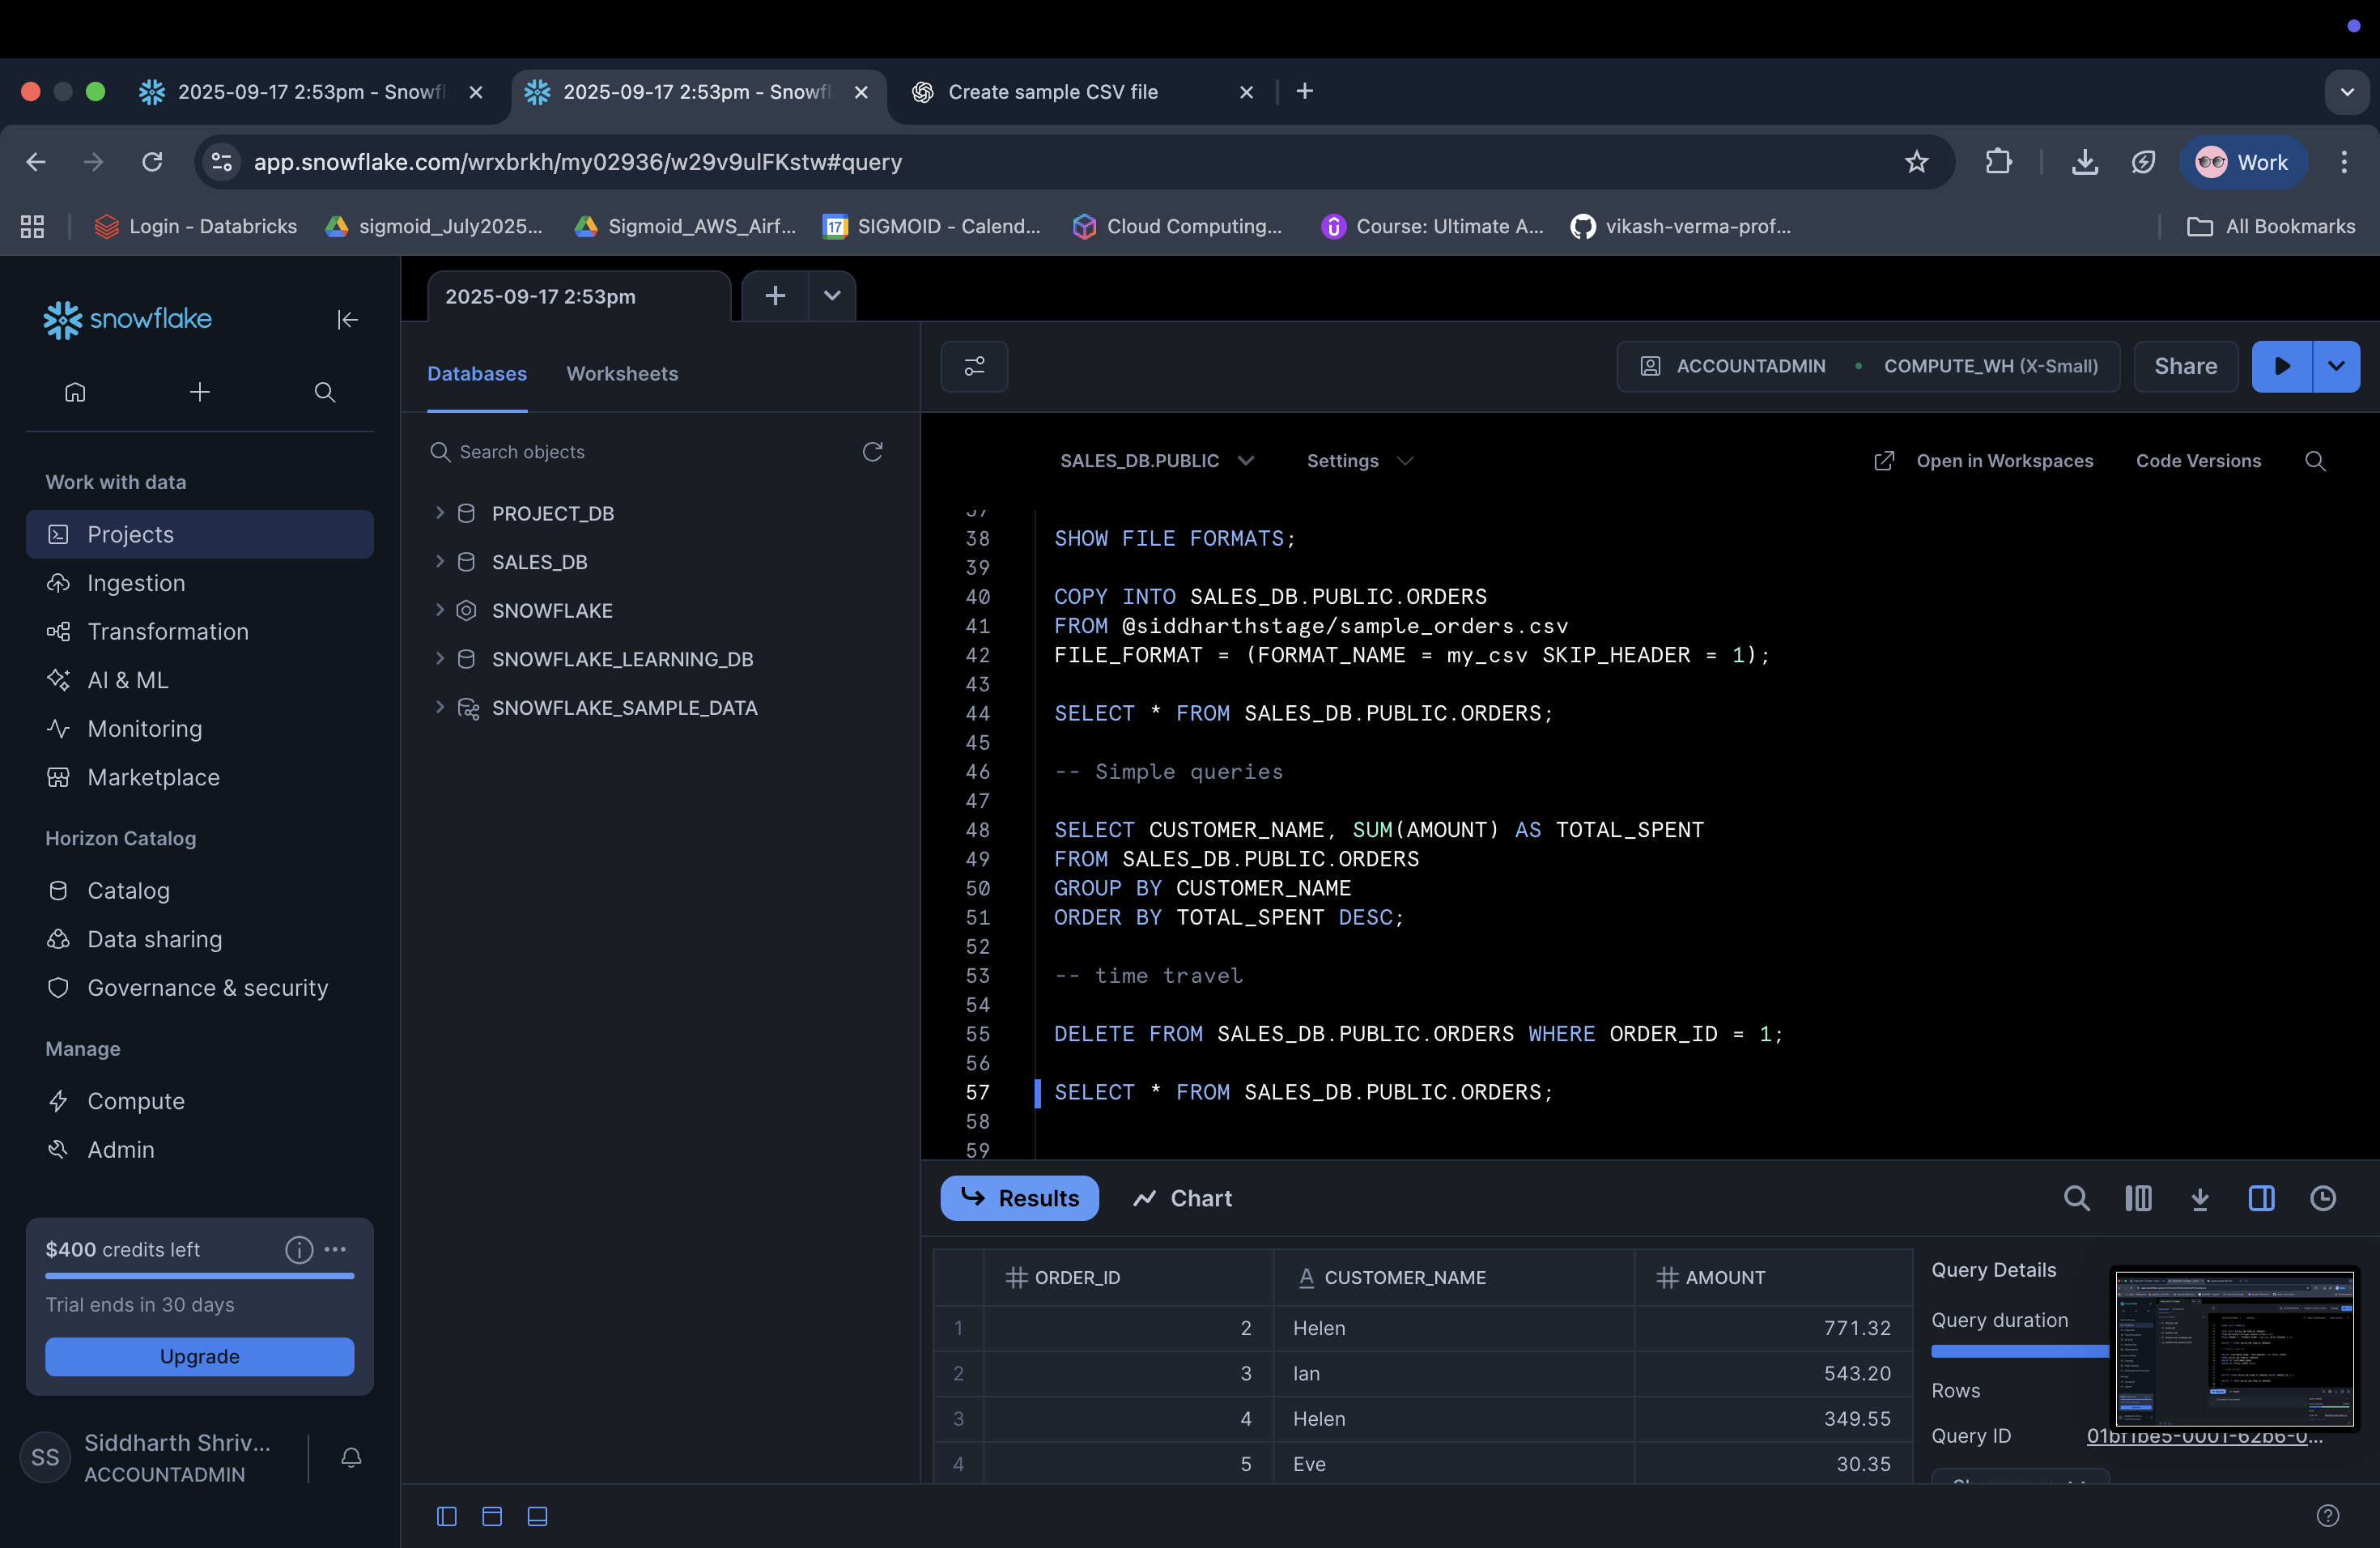 2025-09-17 2:53pm - Snowfl
2025-09-17 2:53pm - Snowfl
Create sample CSV file
app.snowflake.com/wrxbrkh/my02936/w29v9ulFKstw#query
Work
Login - Databricks
sigmoid_July2025...
Sigmoid_AWS_Airf...
17
SIGMOID - Calend...
Cloud Computing...
Course: Ultimate A...
vikash-verma-prof...
All Bookmarks
snowflake
Work with data
Projects
Ingestion
Transformation
AI & ML
Monitoring
Marketplace
Horizon Catalog
Catalog
Data sharing
Governance & security
Manage
Compute
Admin
$400 credits left
Trial ends in 30 days
Upgrade
SS
Siddharth Shriv...
ACCOUNTADMIN
2025-09-17 2:53pm
Databases
Worksheets
Search objects
PROJECT_DB
SALES_DB
SNOWFLAKE
SNOWFLAKE_LEARNING_DB
SNOWFLAKE_SAMPLE_DATA
ACCOUNTADMIN
COMPUTE_WH (X-Small)
Share
SALES_DB.PUBLIC
Settings
Open in Workspaces
Code Versions
37
38 SHOW FILE FORMATS;
39
40 COPY INTO SALES_DB.PUBLIC.ORDERS
41 FROM @siddharthstage/sample_orders.csv
42 FILE_FORMAT = (FORMAT_NAME = my_csv SKIP_HEADER = 1);
43
44 SELECT * FROM SALES_DB.PUBLIC.ORDERS;
45
46 -- Simple queries
47
48 SELECT CUSTOMER_NAME, SUM(AMOUNT) AS TOTAL_SPENT
49 FROM SALES_DB.PUBLIC.ORDERS
50 GROUP BY CUSTOMER_NAME
51 ORDER BY TOTAL_SPENT DESC;
52
53 -- time travel
54
55 DELETE FROM SALES_DB.PUBLIC.ORDERS WHERE ORDER_ID = 1;
56
57 SELECT * FROM SALES_DB.PUBLIC.ORDERS;
58
59
Results
Chart
ORDER_ID CUSTOMER_NAME AMOUNT
1 2 Helen 771.32
2 3 Ian 543.20
3 4 Helen 349.55
4 5 Eve 30.35
Query Details
Query duration
Rows
Query ID 01bf1be5-0001-62b6-0...